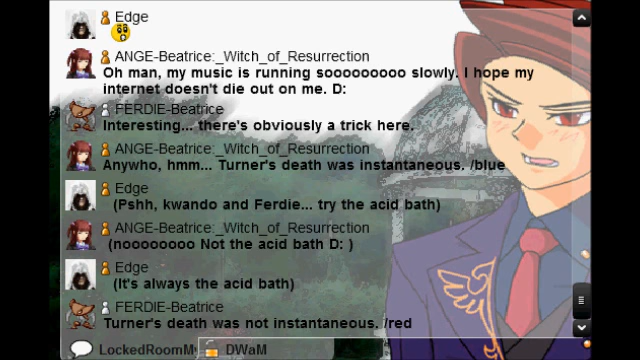 Edge
ANGE-Beatrice:_Witch_of_Resurrection
Oh man, my music is running sooooooooo slowly. I hope my
internet doesn't die out on me. D:
FERDIE-Beatrice
Interesting... there's obviously a trick here.
ANGE-Beatrice:_Witch_of_Resurrection
Anywho, hmm... Turner's death was instantaneous. /blue
Edge
(Pshh, kwando and Ferdie... try the acid bath)
ANGE-Beatrice:_Witch_of_Resurrection
(noooooooo Not the acid bath D: )
Edge
(It's always the acid bath)
FERDIE-Beatrice
Turner's death was not instantaneous. /red
LockedRoomMy DWaM